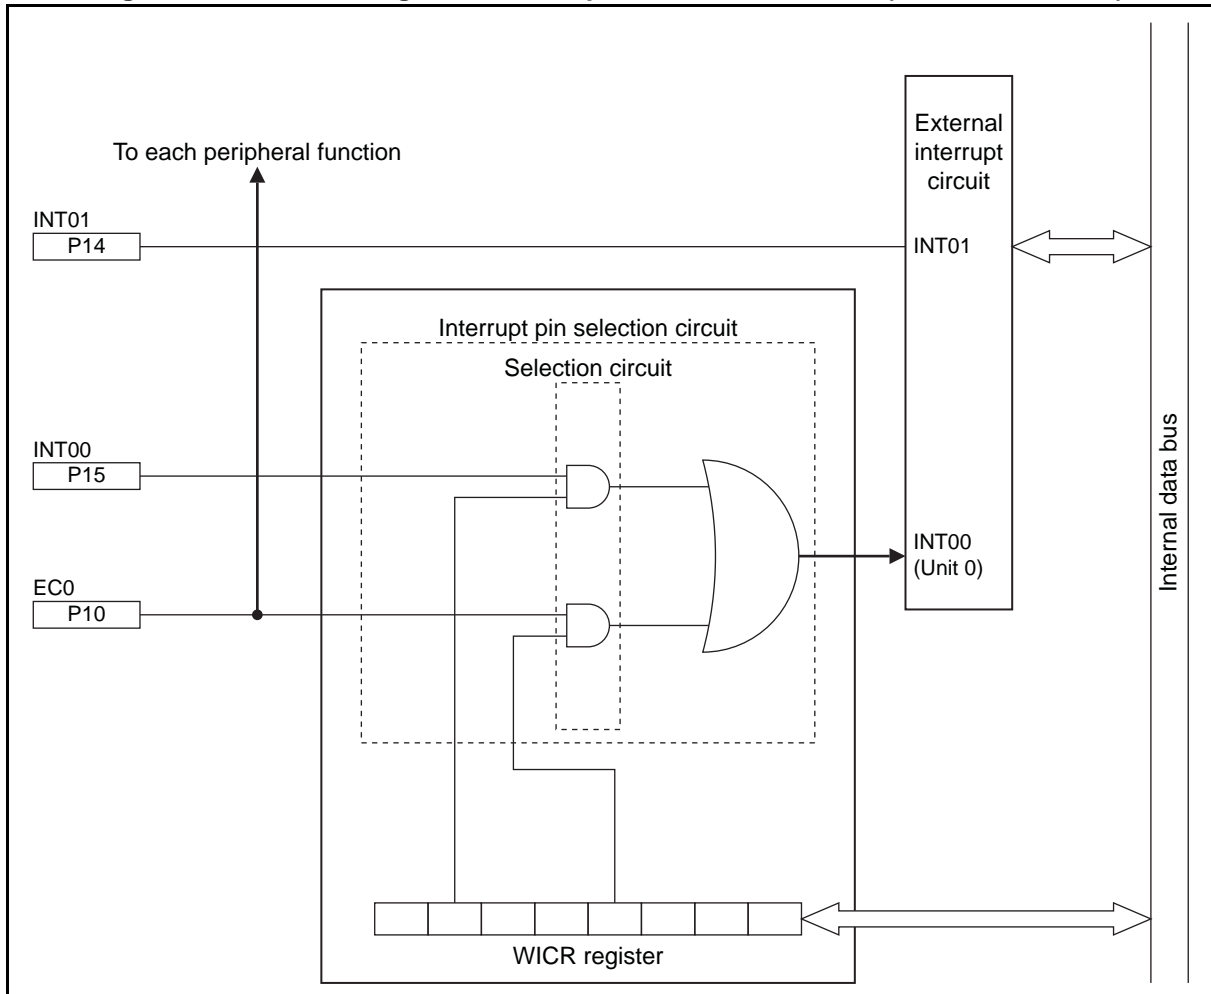 To each peripheral function
External
interrupt
circuit
INT01
P14
INT01
Interrupt pin selection circuit
Selection circuit
INT00
P15
INT00
(Unit 0)
EC0
P10
Internal data bus
WICR register